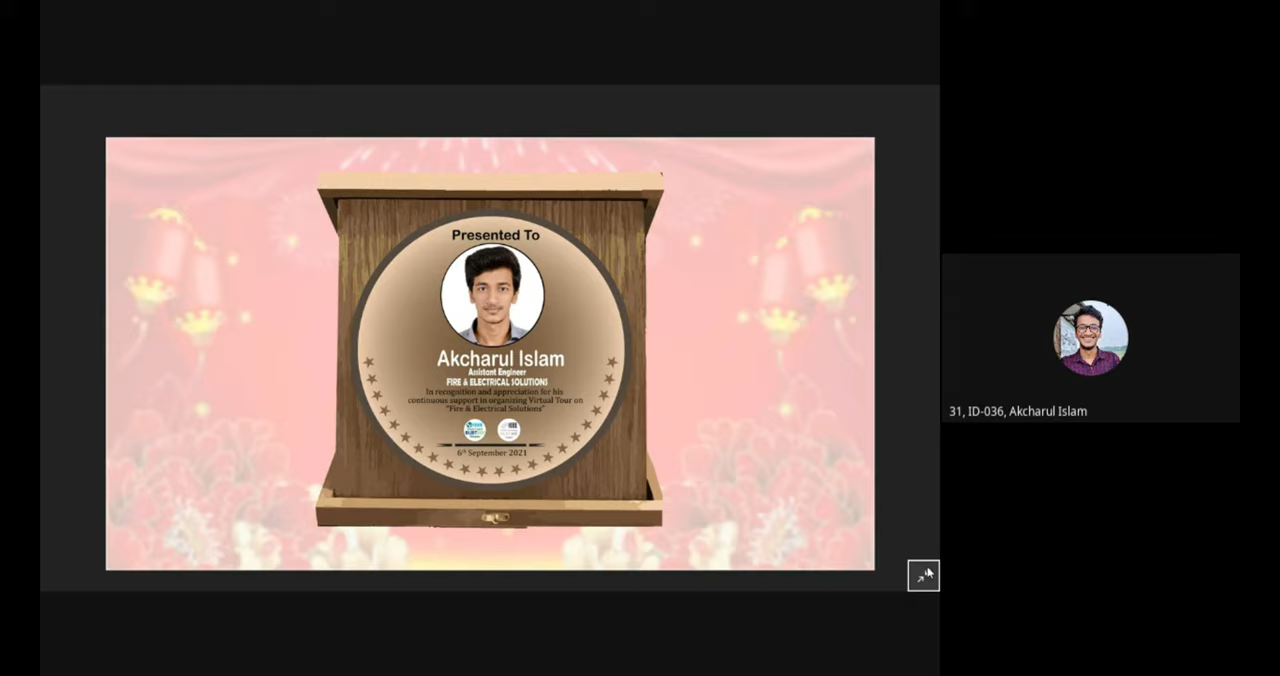 Presented To
Akcharul Islam
Assistant Engineer
FIRE & ELECTRICAL SOLUTIONS
In recognition and appreciation for his
continuous support in organizing Virtual Tour on
"Fire & Electrical Solutions"
IEEE
6th September 2021
31, ID-036, Akcharul Islam